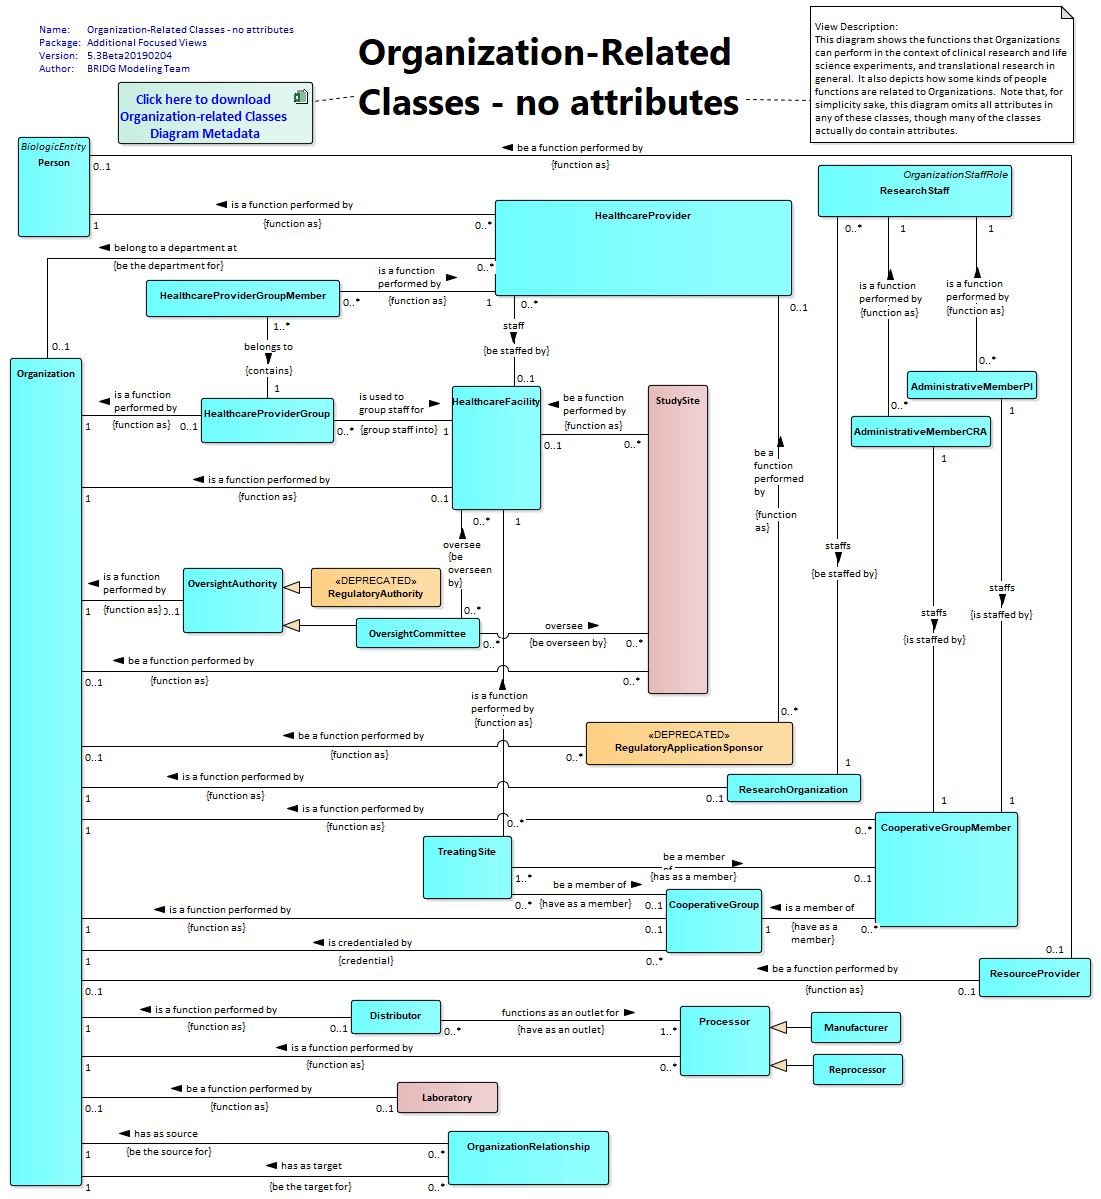 Name: Organization-Related Classes - no attributes
Package: Additional Focused Views
Version: 5.3Beta20190204
Author: BRIDG Modeling Team
Organization-Related
Classes - no attributes
View Description:
This diagram shows the functions that Organizations
can perform in the context of clinical research and life
science experiments, and translational research in
general. It also depicts how some kinds of people
functions are related to Organizations. Note that, for
simplicity sake, this diagram omits all attributes in
any of these classes, though many of the classes
actually do contain attributes.
Click here to download
Organization-related Classes
Diagram Metadata
BiologicEntity
Person
0..1
be a function performed by
{function as}
OrganizationStaffRole
ResearchStaff
is a function performed by
{function as}
1
0..*
HealthcareProvider
0..*
1
1
belong to a department at
{be the department for}
0..*
0..1
HealthcareProviderGroupMember
is a function
performed by
{function as}
0..*
1
0..*
staff
{be staffed by}
0..1
0..1
is a function
performed by
{function as}
is a function
performed by
{function as}
1..*
belongs to
{contains}
1
0..*
0..*
AdministrativeMemberPI
1
AdministrativeMemberCRA
1
Organization
is a function
performed by
{function as}
1
0..1
HealthcareProviderGroup
is used to
group staff for
{group staff into}
0..*
1
HealthcareFacility
be a function
performed by
{function as}
0..1
0..*
StudySite
is a function performed by
{function as}
1
0..1
be a
function
performed
by
{function
as}
0..*
1
oversee
{be
overseen
by}
0..*
staffs
{be staffed by}
is a function
performed by
{function as}
1
0..1
OversightAuthority
«DEPRECATED»
RegulatoryAuthority
OversightCommittee
0..*
oversee
{be overseen by}
0..*
staffs
{is staffed by}
staffs
{is staffed by}
be a function performed by
{function as}
0..1
0..*
is a function
performed by
{function as}
0..*
«DEPRECATED»
RegulatoryApplicationSponsor
be a function performed by
{function as}
0..1
0..*
1
is a function performed by
{function as}
1
0..1
ResearchOrganization
1
1
is a function performed by
{function as}
1
0..*
0..*
CooperativeGroupMember
TreatingSite
be a member
{has as a member}
1..*
0..1
be a member of
{have as a member}
0..*
0..1
CooperativeGroup
is a member of
{have as a
member}
1
0..*
is a function performed by
{function as}
1
0..1
is credentialed by
{credential}
1
0..*
0..1
ResourceProvider
be a function performed by
{function as}
0..1
0..1
is a function performed by
{function as}
1
0..1
Distributor
functions as an outlet for
{have as an outlet}
0..*
1..*
Processor
Manufacturer
Reprocessor
is a function performed by
{function as}
1
0..*
be a function performed by
{function as}
0..1
0..1
Laboratory
has as source
{be the source for}
1
0..*
OrganizationRelationship
has as target
{be the target for}
1
0..*